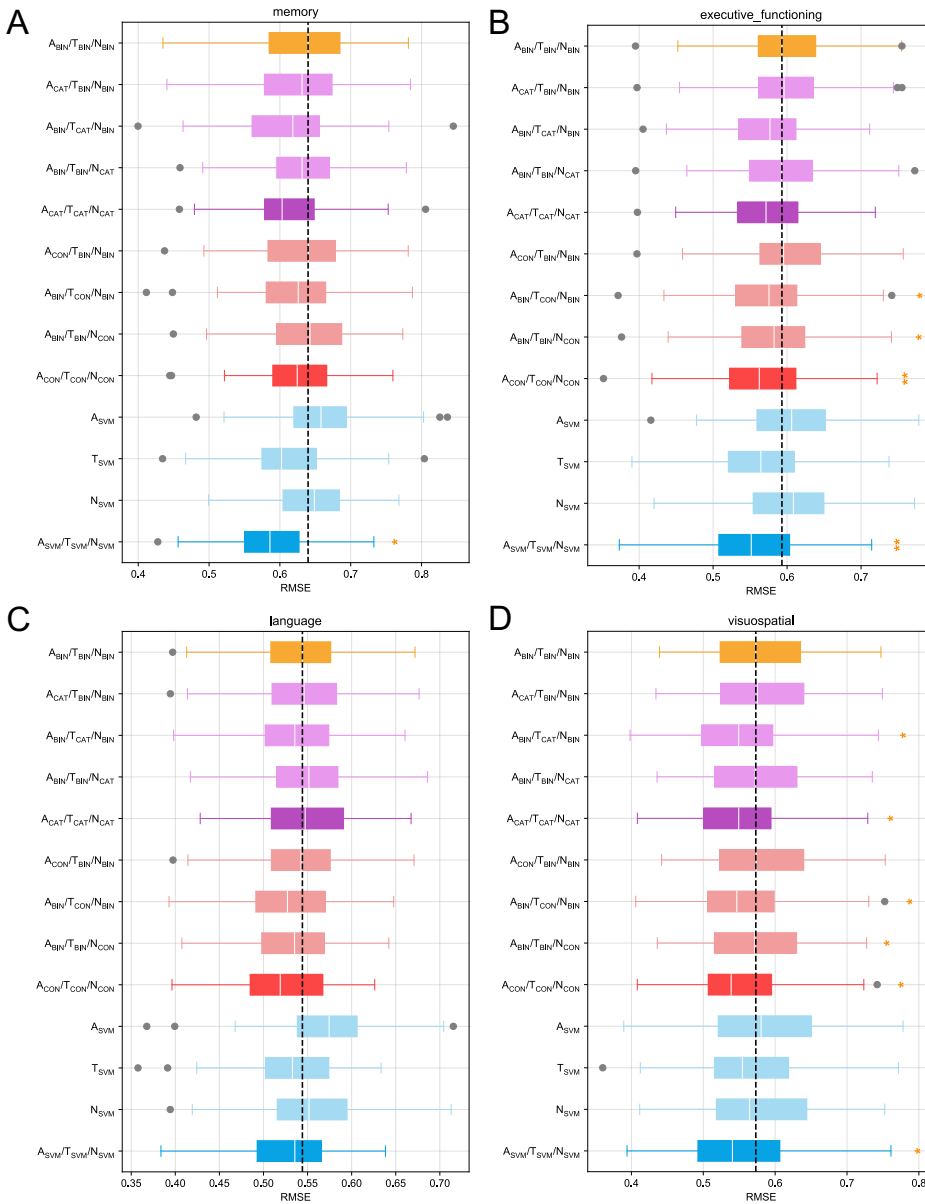 A
memory
A_BIN/T_BIN/N_BIN
A_CAT/T_BIN/N_BIN
A_BIN/T_CAT/N_BIN
A_BIN/T_BIN/N_CAT
A_CAT/T_CAT/N_CAT
A_CON/T_BIN/N_BIN
A_BIN/T_CON/N_BIN
A_BIN/T_BIN/N_CON
A_CON/T_CON/N_CON
A_SVM
T_SVM
N_SVM
A_SVM/T_SVM/N_SVM
*
0.4 0.5 0.6 0.7 0.8
RMSE
B
executive_functioning
A_BIN/T_BIN/N_BIN
A_CAT/T_BIN/N_BIN
A_BIN/T_CAT/N_BIN
A_BIN/T_BIN/N_CAT
A_CAT/T_CAT/N_CAT
A_CON/T_BIN/N_BIN
A_BIN/T_CON/N_BIN *
A_BIN/T_BIN/N_CON *
A_CON/T_CON/N_CON **
A_SVM
T_SVM
N_SVM
A_SVM/T_SVM/N_SVM **
0.4 0.5 0.6 0.7
RMSE
C
language
A_BIN/T_BIN/N_BIN
A_CAT/T_BIN/N_BIN
A_BIN/T_CAT/N_BIN
A_BIN/T_BIN/N_CAT
A_CAT/T_CAT/N_CAT
A_CON/T_BIN/N_BIN
A_BIN/T_CON/N_BIN
A_BIN/T_BIN/N_CON
A_CON/T_CON/N_CON
A_SVM
T_SVM
N_SVM
A_SVM/T_SVM/N_SVM
0.35 0.40 0.45 0.50 0.55 0.60 0.65 0.70
RMSE
D
visuospatial
A_BIN/T_BIN/N_BIN
A_CAT/T_BIN/N_BIN
A_BIN/T_CAT/N_BIN *
A_BIN/T_BIN/N_CAT
A_CAT/T_CAT/N_CAT *
A_CON/T_BIN/N_BIN
A_BIN/T_CON/N_BIN *
A_BIN/T_BIN/N_CON *
A_CON/T_CON/N_CON *
A_SVM
T_SVM
N_SVM
A_SVM/T_SVM/N_SVM *
0.4 0.5 0.6 0.7 0.8
RMSE